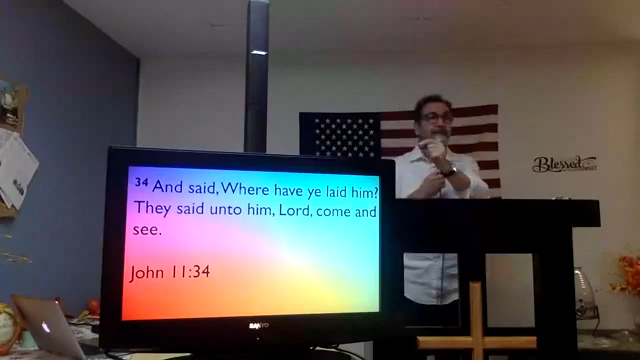 34 And said, Where have ye laid him?
They said unto him, Lord, come and
see.
John 11:34
SANYO
Blessed